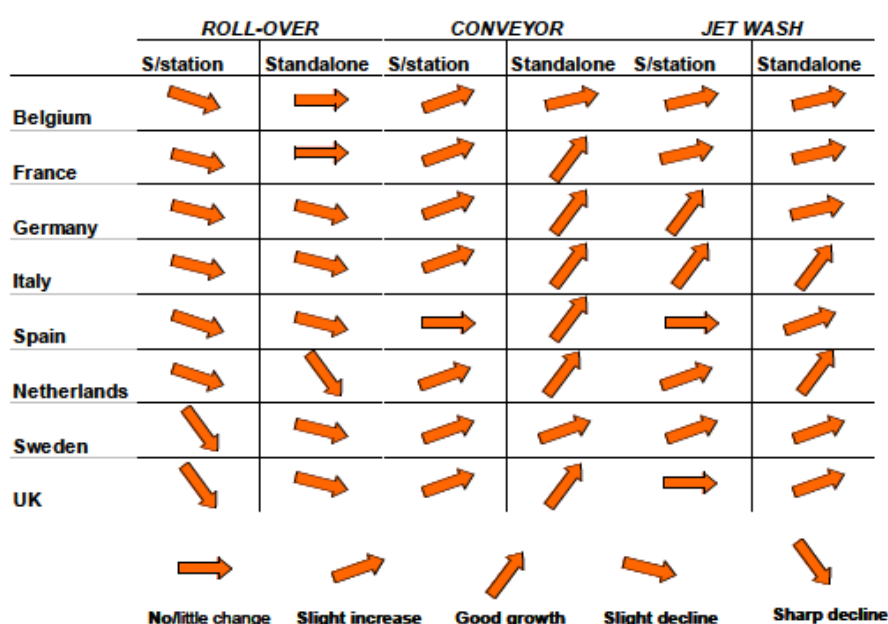 ROLL-OVER CONVEYOR JET WASH
S/station Standalone S/station Standalone S/station Standalone
Belgium
France
Germany
Italy
Spain
Netherlands
Sweden
UK
No/little change Slight increase Good growth Slight decline Sharp decline